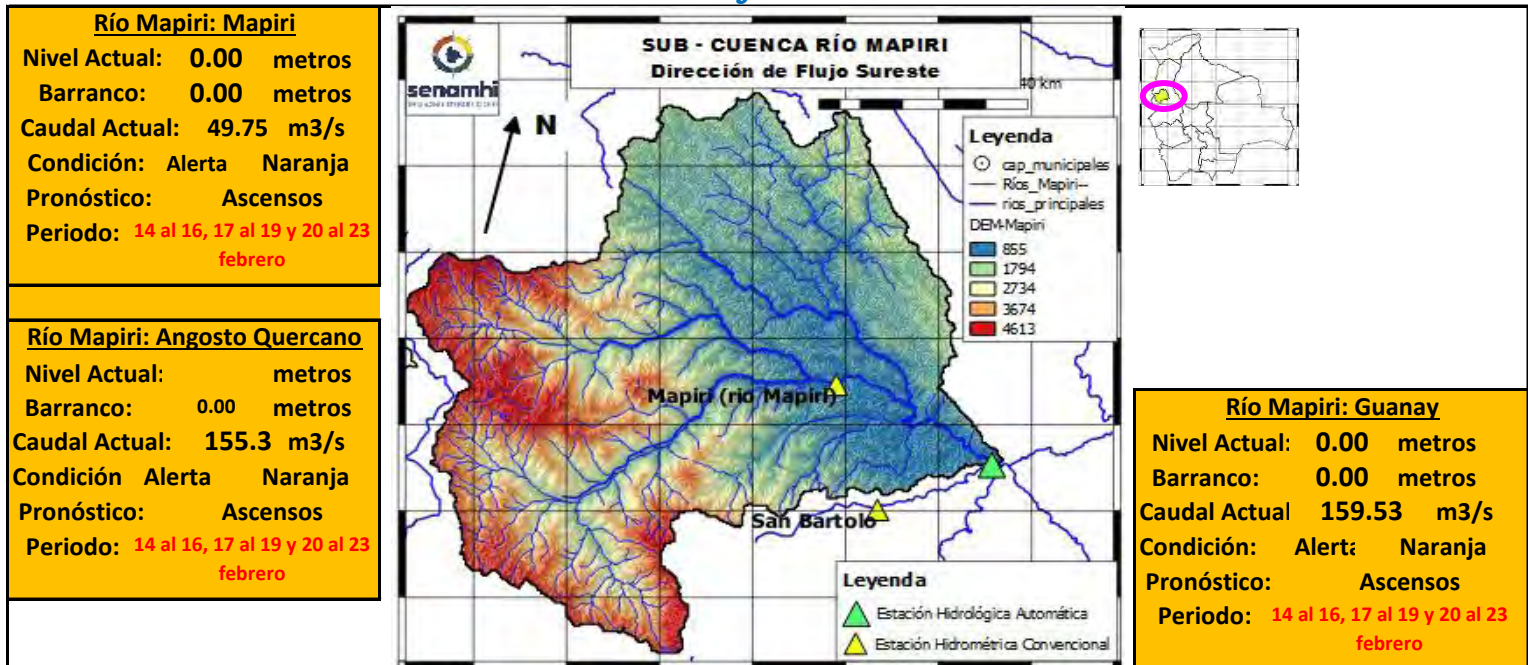 Río Mapiri: Mapiri
Nivel Actual: 0.00 metros
Barranco: 0.00 metros
Caudal Actual: 49.75 m3/s
Condición: Alerta Naranja
Pronóstico: Ascensos
Periodo: 14 al 16, 17 al 19 y 20 al 23
febrero
Río Mapiri: Angosto Quercano
Nivel Actual: metros
Barranco: 0.00 metros
Caudal Actual: 155.3 m3/s
Condición Alerta Naranja
Pronóstico: Ascensos
Periodo: 14 al 16, 17 al 19 y 20 al 23
febrero
senamhi
SUB - CUENCA RÍO MAPIRI
Dirección de Flujo Sureste
40 km
N
Leyenda
cap_municipales
Ríos_Mapiri--
rios_principales
DEM-Mapiri
855
1794
2734
3674
4613
Mapiri (rio Mapiri)
San Bartolo
Leyenda
Estación Hidrológica Automática
Estación Hidrométrica Convencional
Río Mapiri: Guanay
Nivel Actual: 0.00 metros
Barranco: 0.00 metros
Caudal Actual 159.53 m3/s
Condición: Alerta Naranja
Pronóstico: Ascensos
Periodo: 14 al 16, 17 al 19 y 20 al 23
febrero